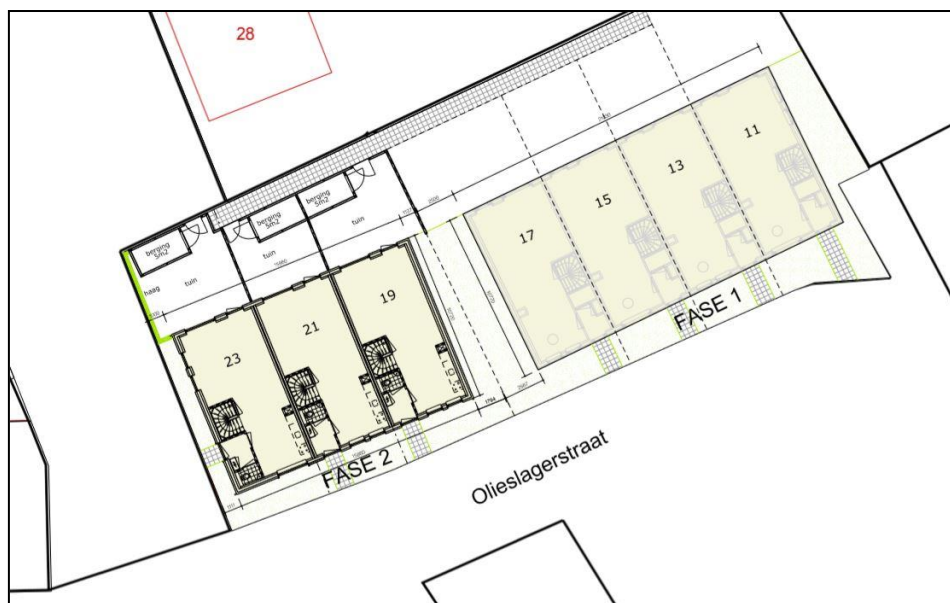 28
11
13
15
17
berging
5m2
berging
5m2
berging
5m2
tuin
tuin
tuin
haag
19
21
23
FASE 1
1794
FASE 2
Olieslagerstraat